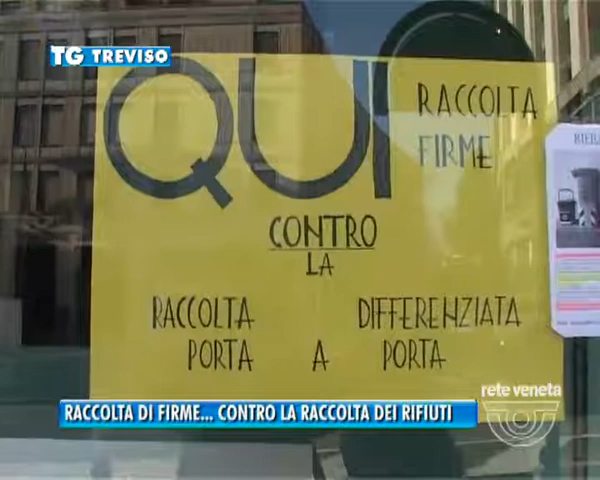 TG TREVISO
QUI
RACCOLTA
FIRME
CONTRO
LA
RACCOLTA DIFFERENZIATA
PORTA A PORTA
rete veneta
RACCOLTA DI FIRME... CONTRO LA RACCOLTA DEI RIFIUTI